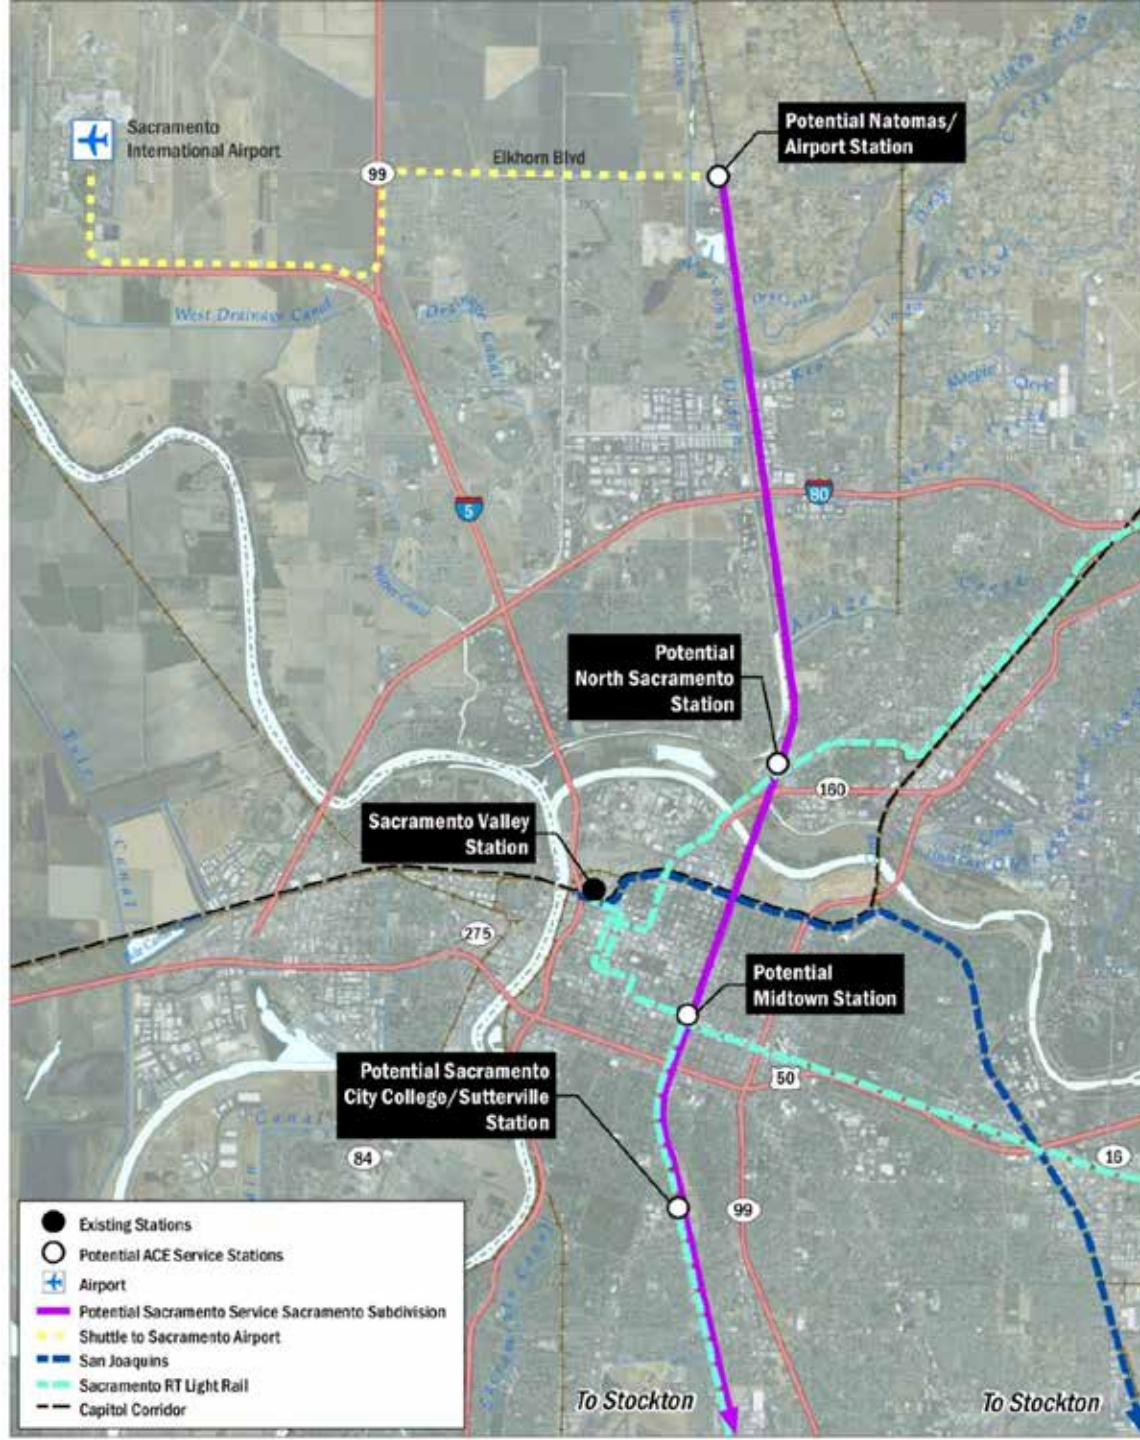 Sacramento
International Airport
99
Elkhorn Blvd
Potential Natomas/
Airport Station
West Drainage Canal
5
80
Potential
North Sacramento
Station
160
Sacramento Valley
Station
275
Potential
Midtown Station
Potential Sacramento
City College/Sutterville
Station
50
84
Canal
16
99
Existing Stations
Potential ACE Service Stations
Airport
Potential Sacramento Service Sacramento Subdivision
Shuttle to Sacramento Airport
San Joaquins
Sacramento RT Light Rail
Capitol Corridor
To Stockton
To Stockton